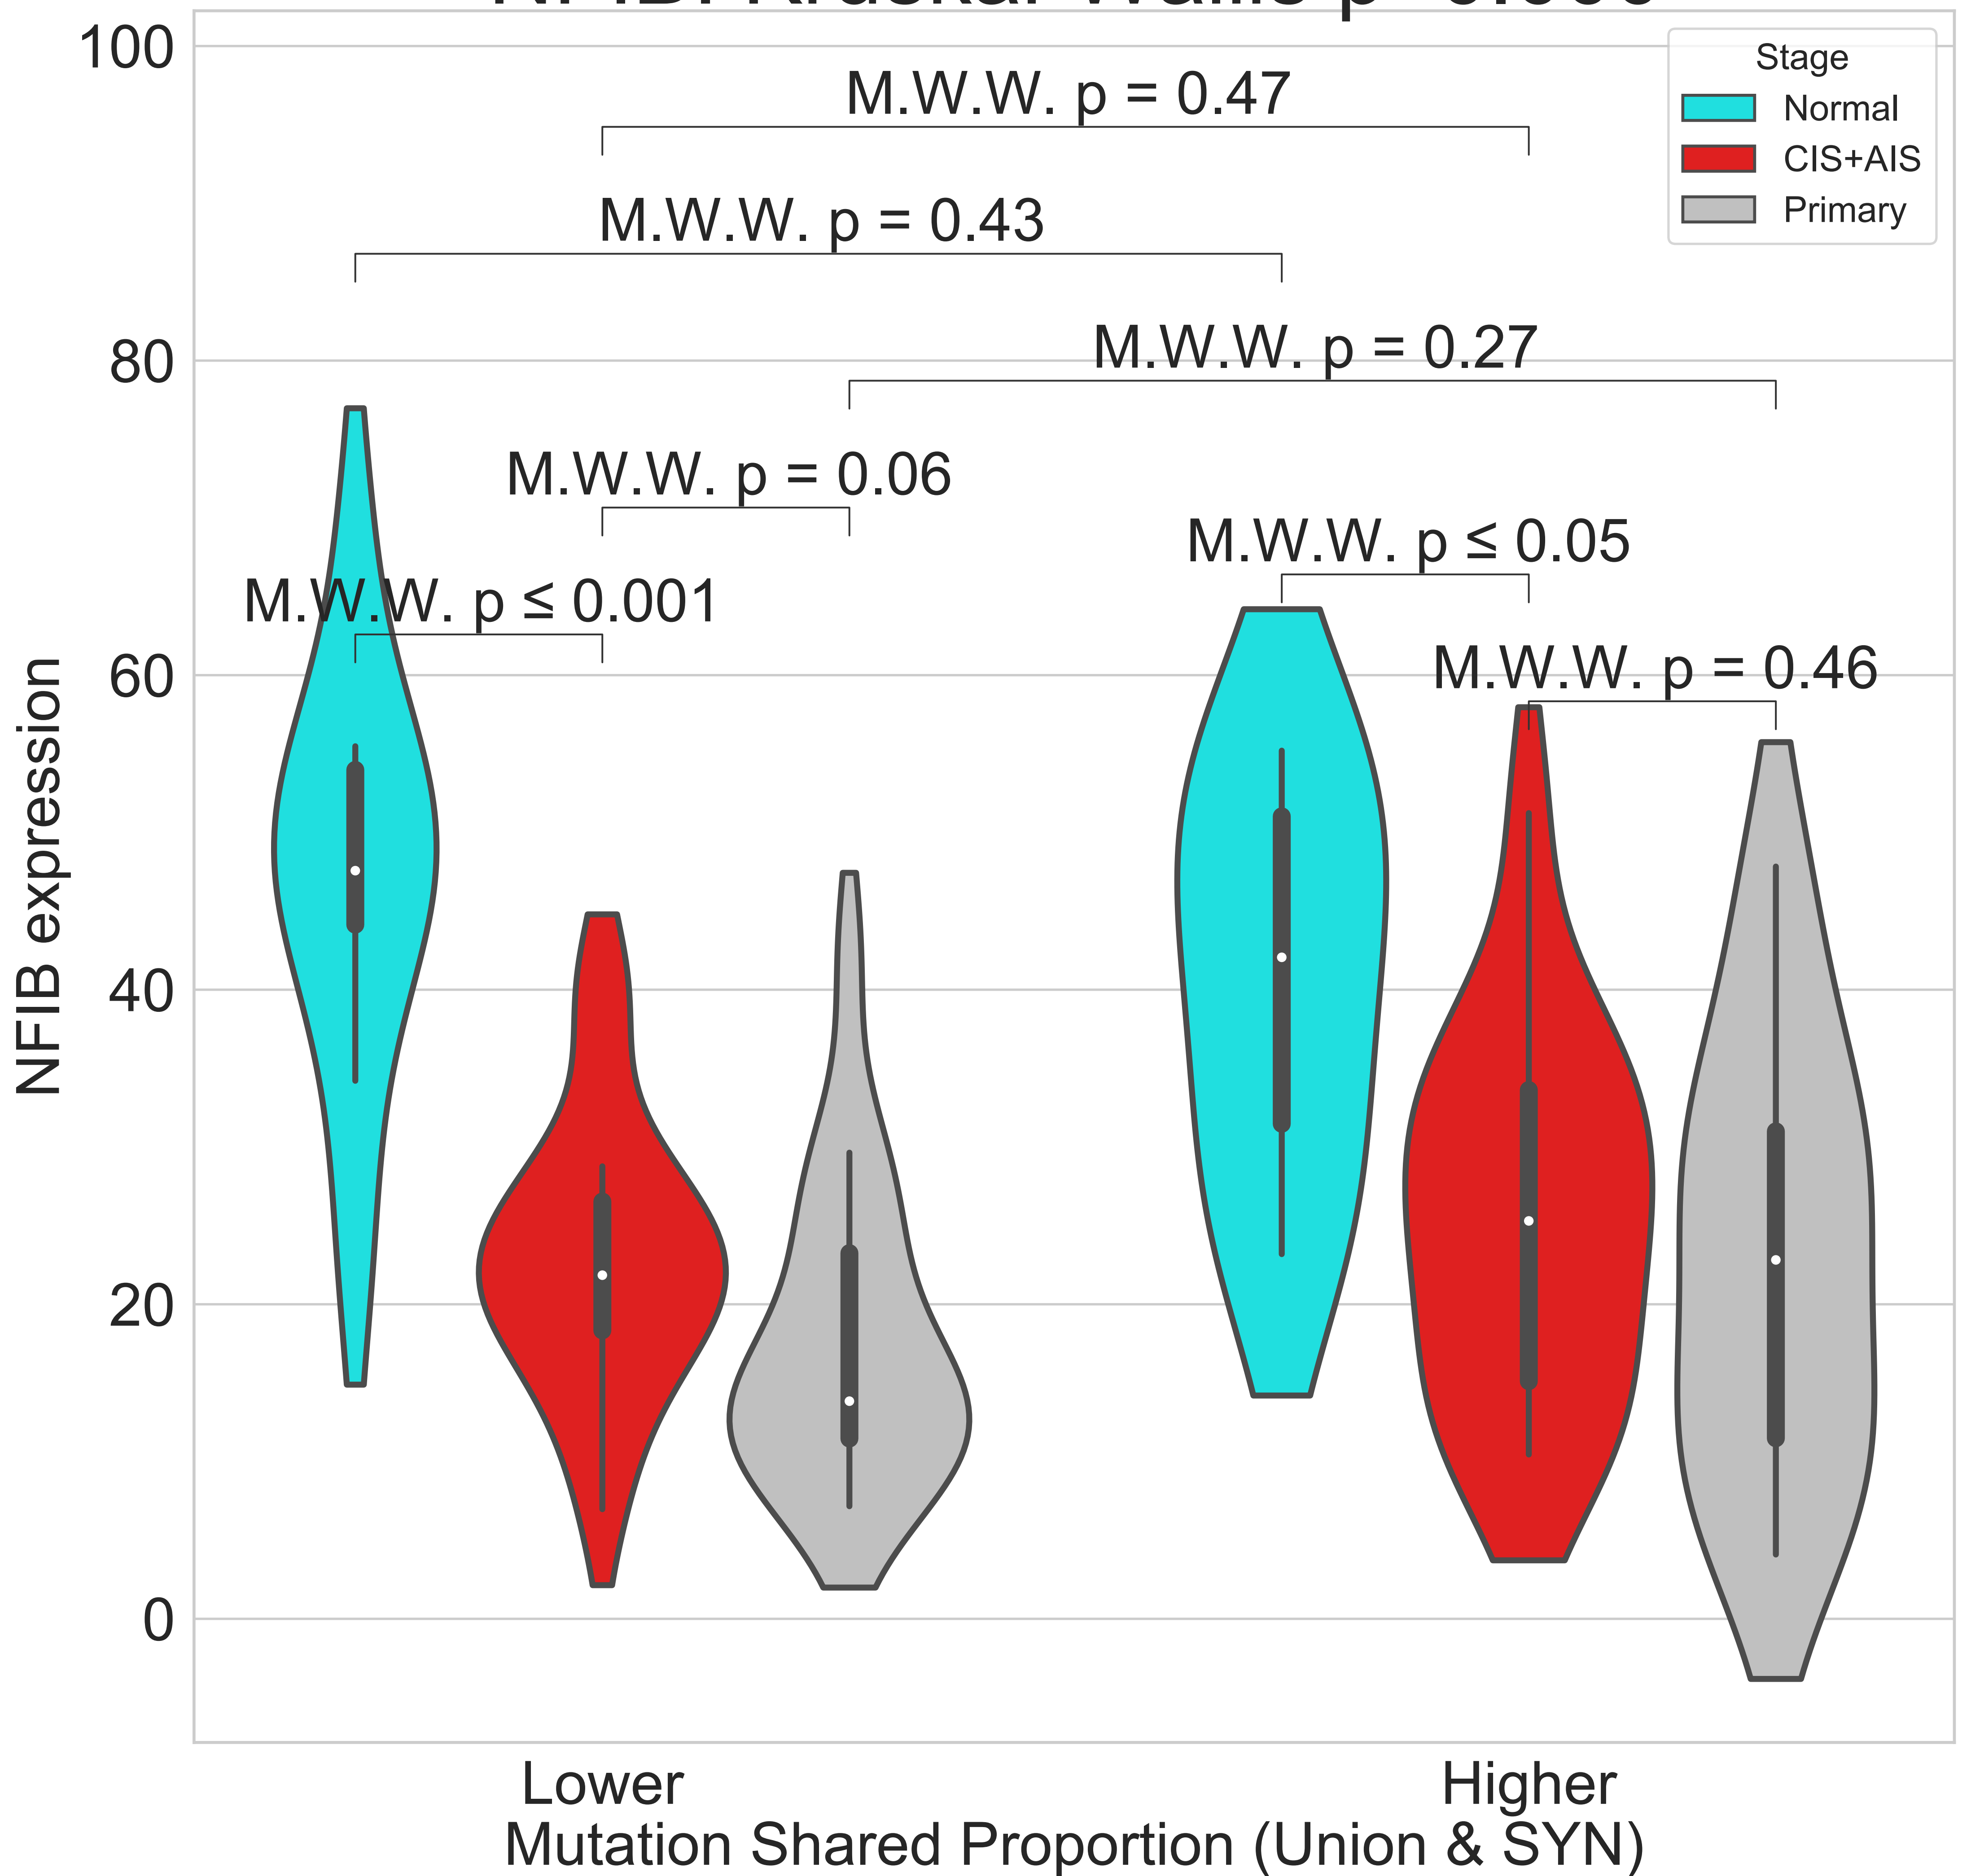 100
M.W.W. p = 0.47
Stage
Normal
CIS+AIS
Primary
M.W.W. p = 0.43
80
M.W.W. p = 0.27
M.W.W. p = 0.06
M.W.W. p ≤ 0.05
M.W.W. p ≤ 0.001
60
M.W.W. p = 0.46
NFIB expression
40
20
0
Lower
Higher
Mutation Shared Proportion (Union & SYN)